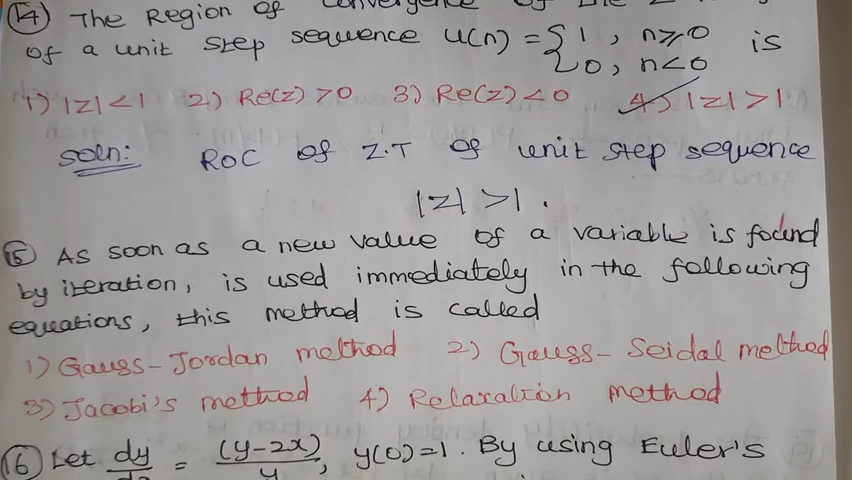 14) The Region of convergence of the Z
of a unit step sequence u(n) = { 1 , n≥0
0, n<0 is
1) |z|<1 2) Re(z)>0 3) Re(z)<0 4) |z|>1
soln: ROC of Z.T of unit step sequence
|z|>1.
15 As soon as a new value of a variable is found
by iteration, is used immediately in the following
equations, this method is called
1) Gauss-Jordan method 2) Gauss-Seidal method
3) Jacobi's method 4) Relaxation method
16 Let dy/dx = (y-2x)/y, y(0)=1. By using Euler's